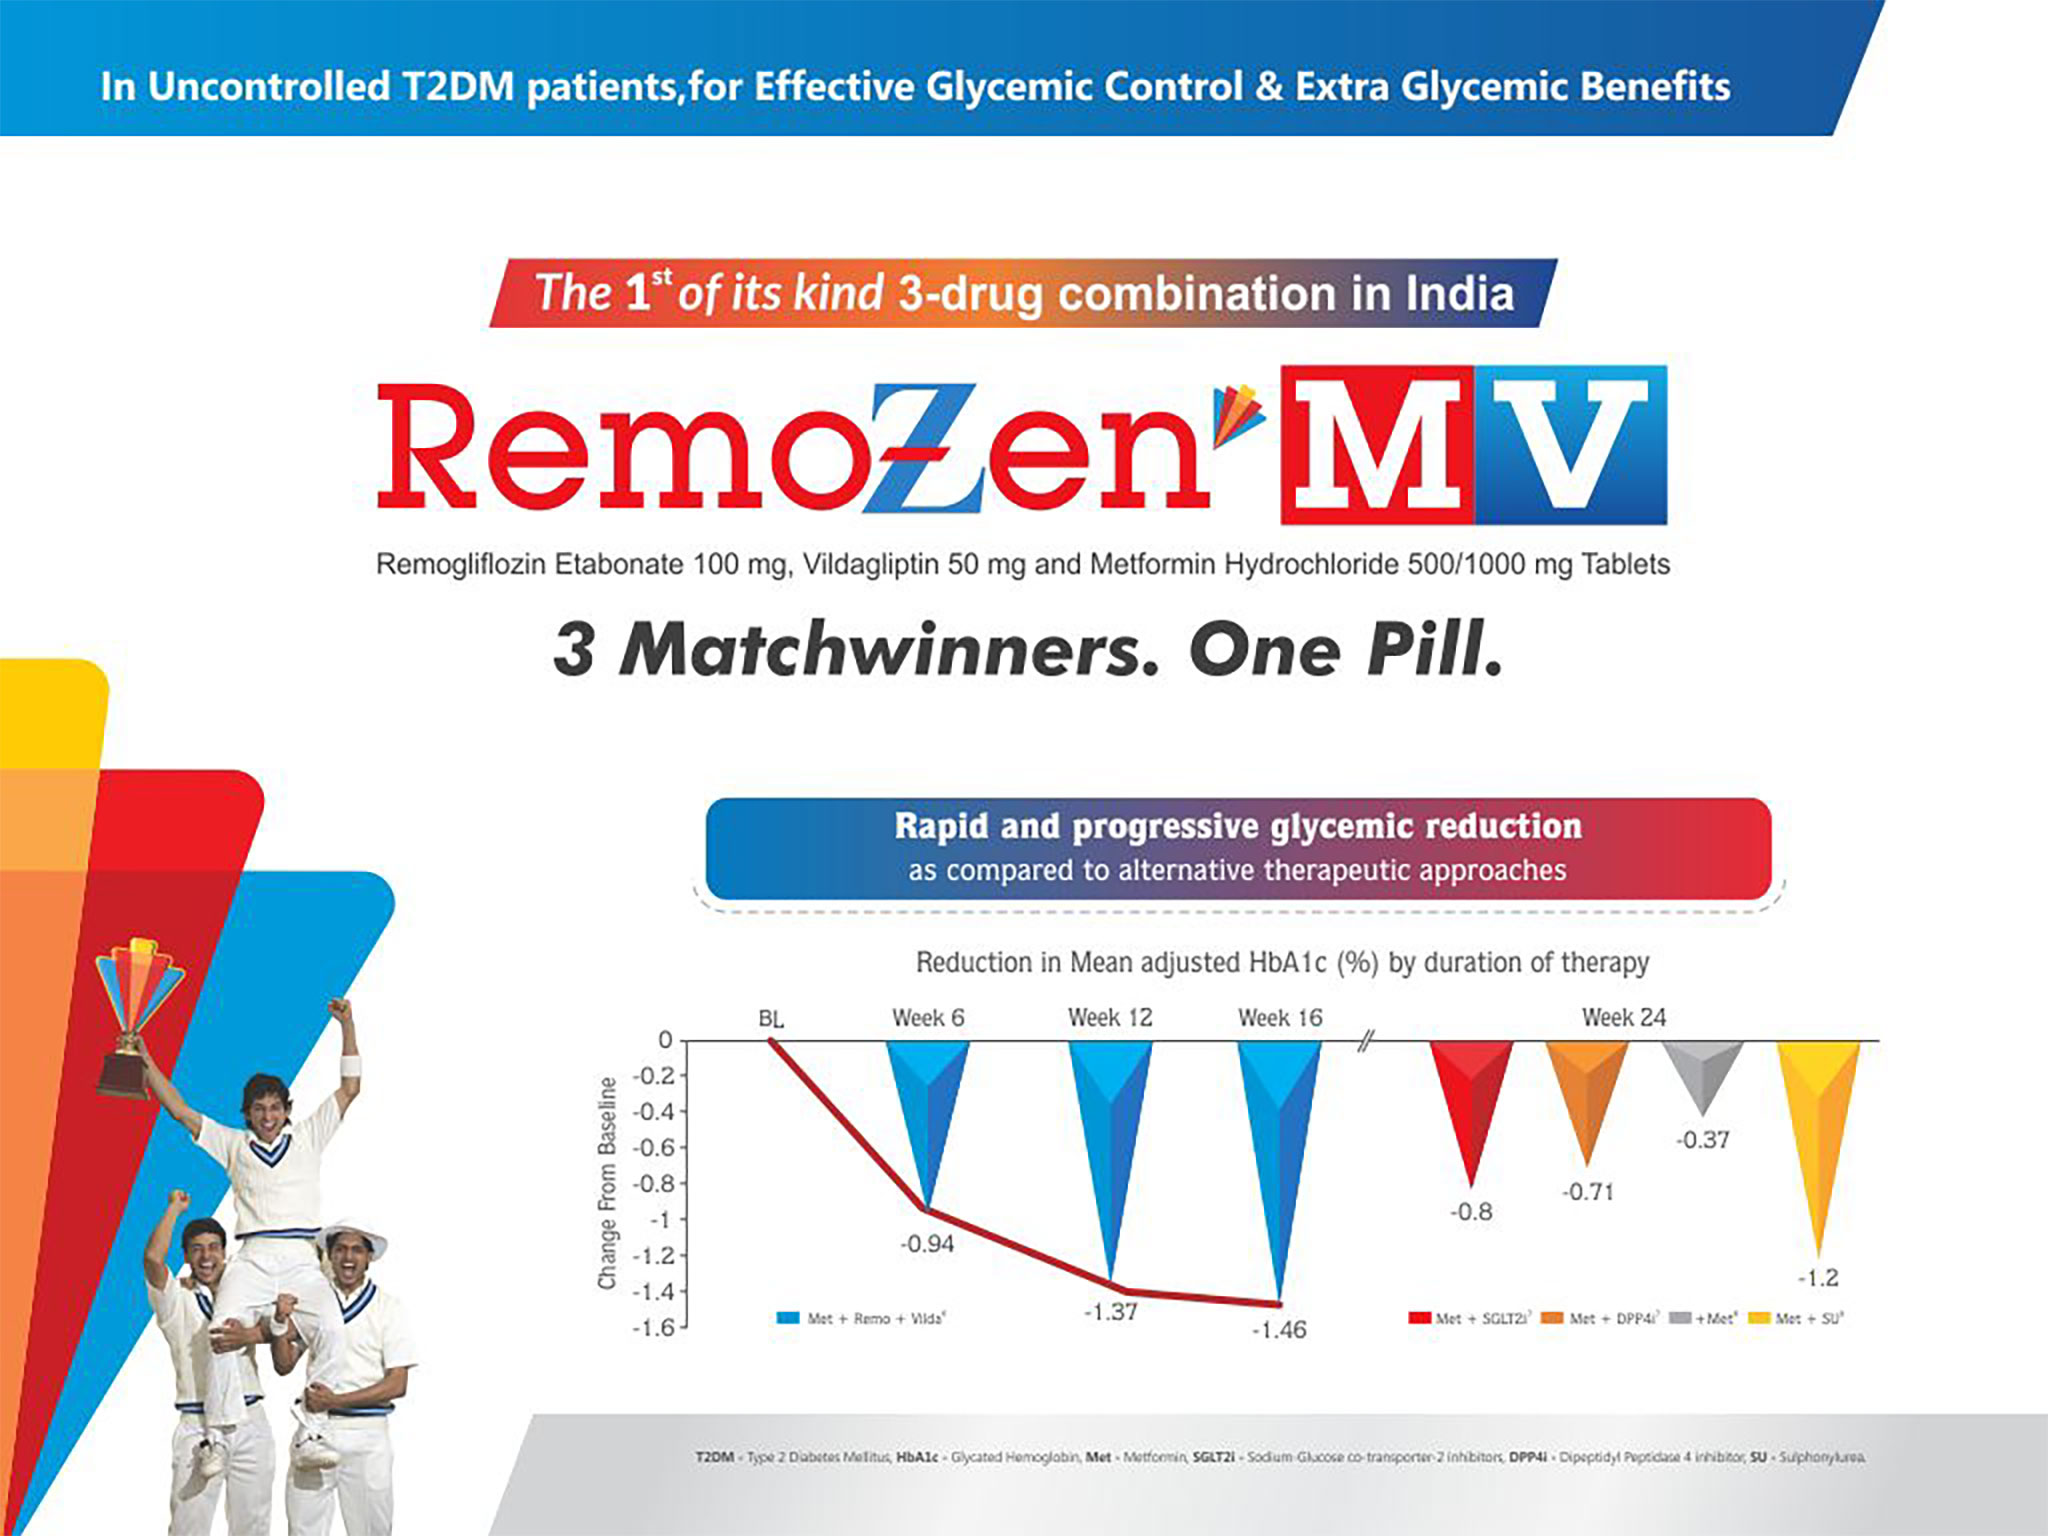 In Uncontrolled T2DM patients,for Effective Glycemic Control & Extra Glycemic Benefits
The 1st of its kind 3-drug combination in India
RemoZen MV
Remogliflozin Etabonate 100 mg, Vildagliptin 50 mg and Metformin Hydrochloride 500/1000 mg Tablets
3 Matchwinners. One Pill.
Rapid and progressive glycemic reduction
as compared to alternative therapeutic approaches
Reduction in Mean adjusted HbA1c (%) by duration of therapy
BL Week 6 Week 12 Week 16 Week 24
Change From Baseline
0
-0.2
-0.4
-0.6
-0.8
-1
-1.2
-1.4
-1.6
-0.94
-1.37
-1.46
-0.8
-0.71
-0.37
-1.2
Met + Remo + Vilda
Met + SGLT2i Met + DPP4i +Met Met + SU
T2DM - Type 2 Diabetes Mellitus, HbA1c - Glycated Hemoglobin, Met - Metformin, SGLT2i - Sodium-Glucose co-transporter-2 inhibitors, DPP4i - Dipeptidyl Peptidase 4 inhibitor, SU - Sulphonylurea.